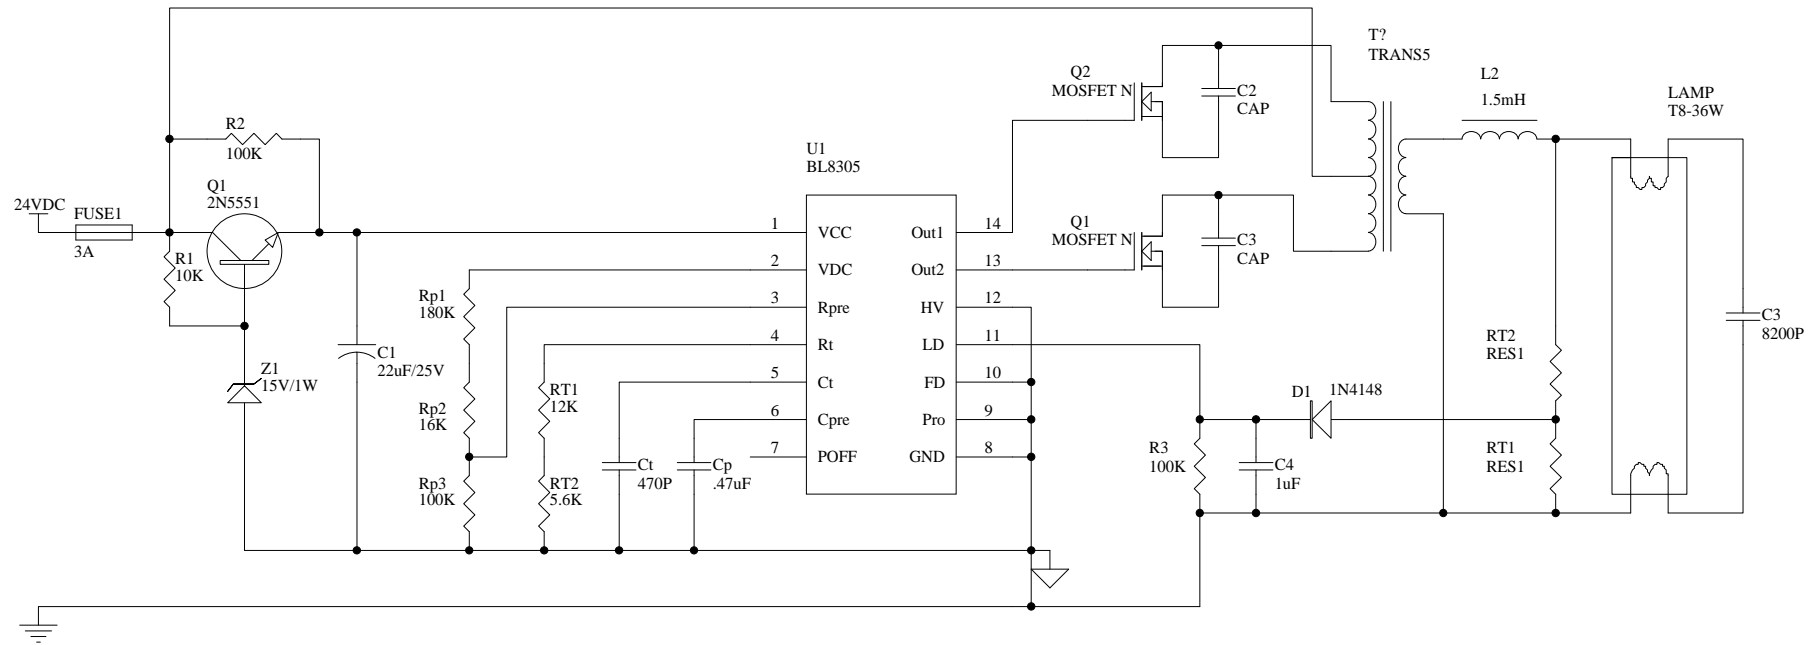 T?
TRANS5
Q2
MOSFET N
C2
CAP
L2
1.5mH
LAMP
T8-36W
R2
100K
U1
BL8305
Q1
2N5551
24VDC
FUSE1
3A
R1
10K
1
VCC
Out1
14
2
VDC
Out2
13
3
Rpre
HV
12
4
Rt
LD
11
5
Ct
FD
10
6
Cpre
Pro
9
7
POFF
GND
8
Q1
MOSFET N
C3
CAP
Rp1
180K
Z1
15V/1W
C1
22uF/25V
Rp2
16K
RT1
12K
Rp3
100K
RT2
5.6K
Ct
470P
Cp
.47uF
RT2
RES1
C3
8200P
D1
1N4148
R3
100K
C4
1uF
RT1
RES1